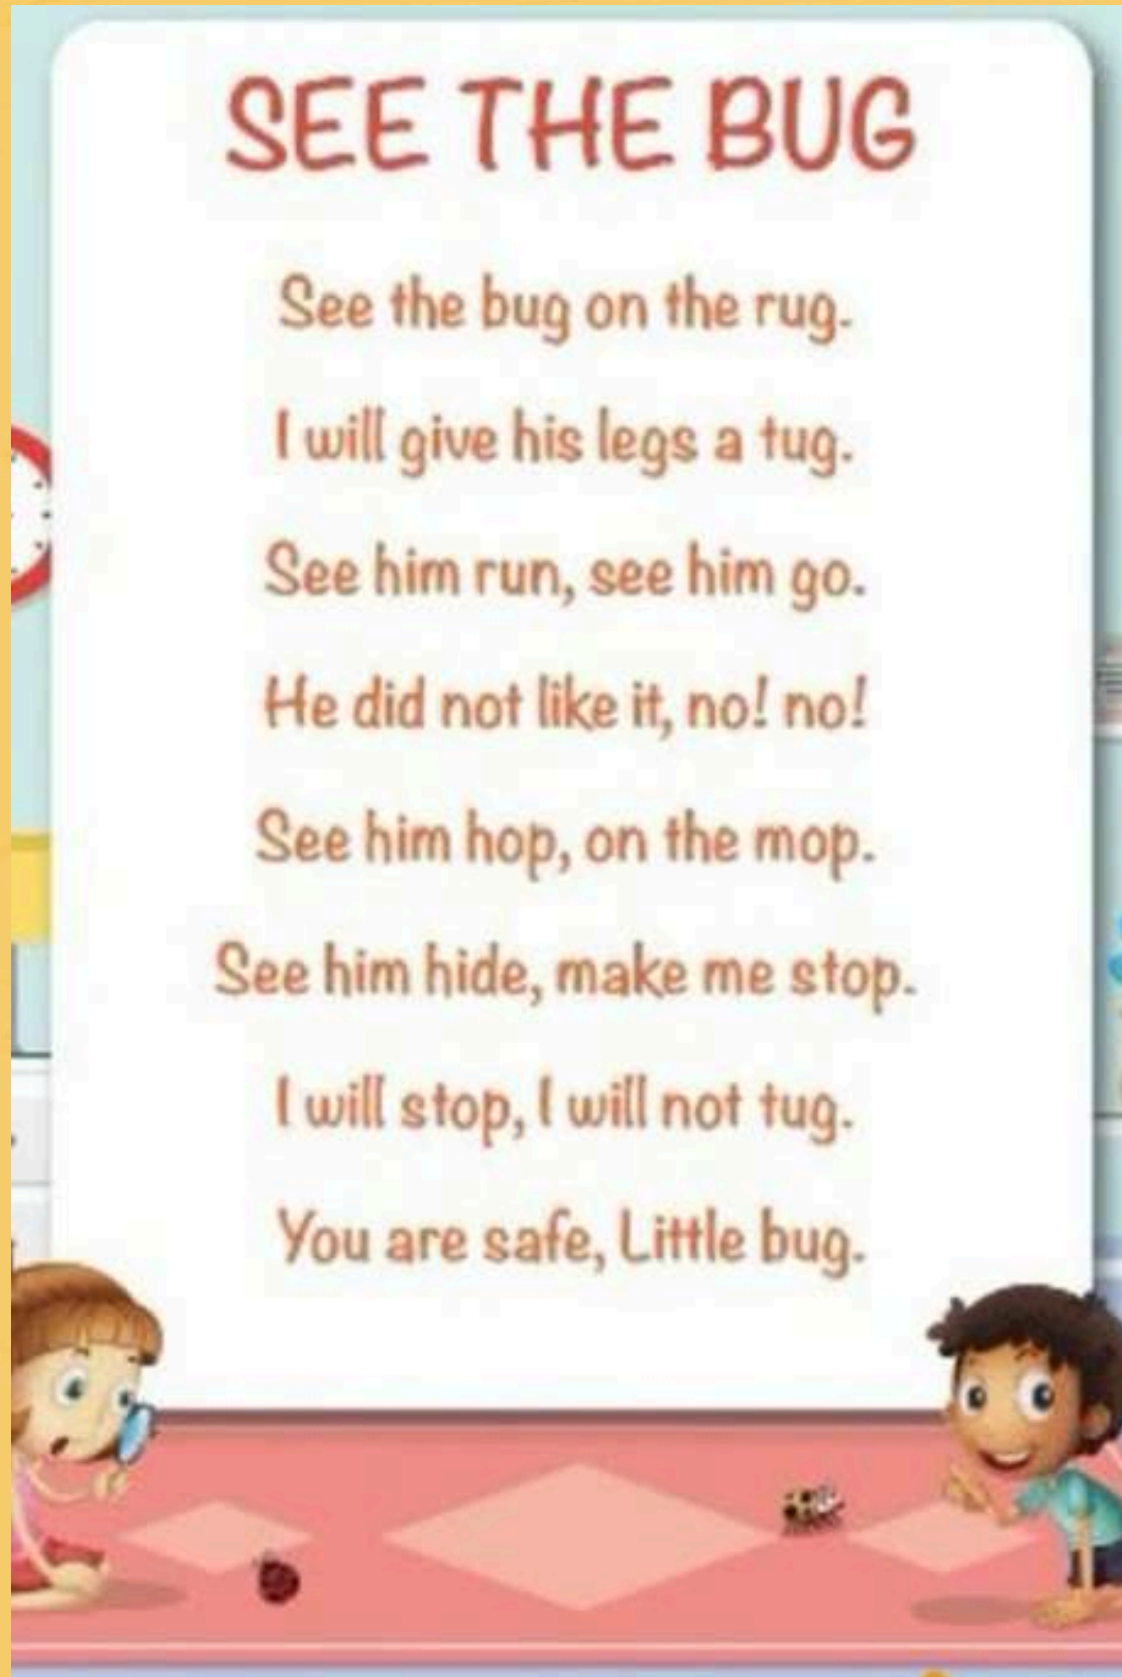 SEE THE BUG
See the bug on the rug.
I will give his legs a tug.
See him run, see him go.
He did not like it, no! no!
See him hop, on the mop.
See him hide, make me stop.
I will stop, I will not tug.
You are safe, Little bug.